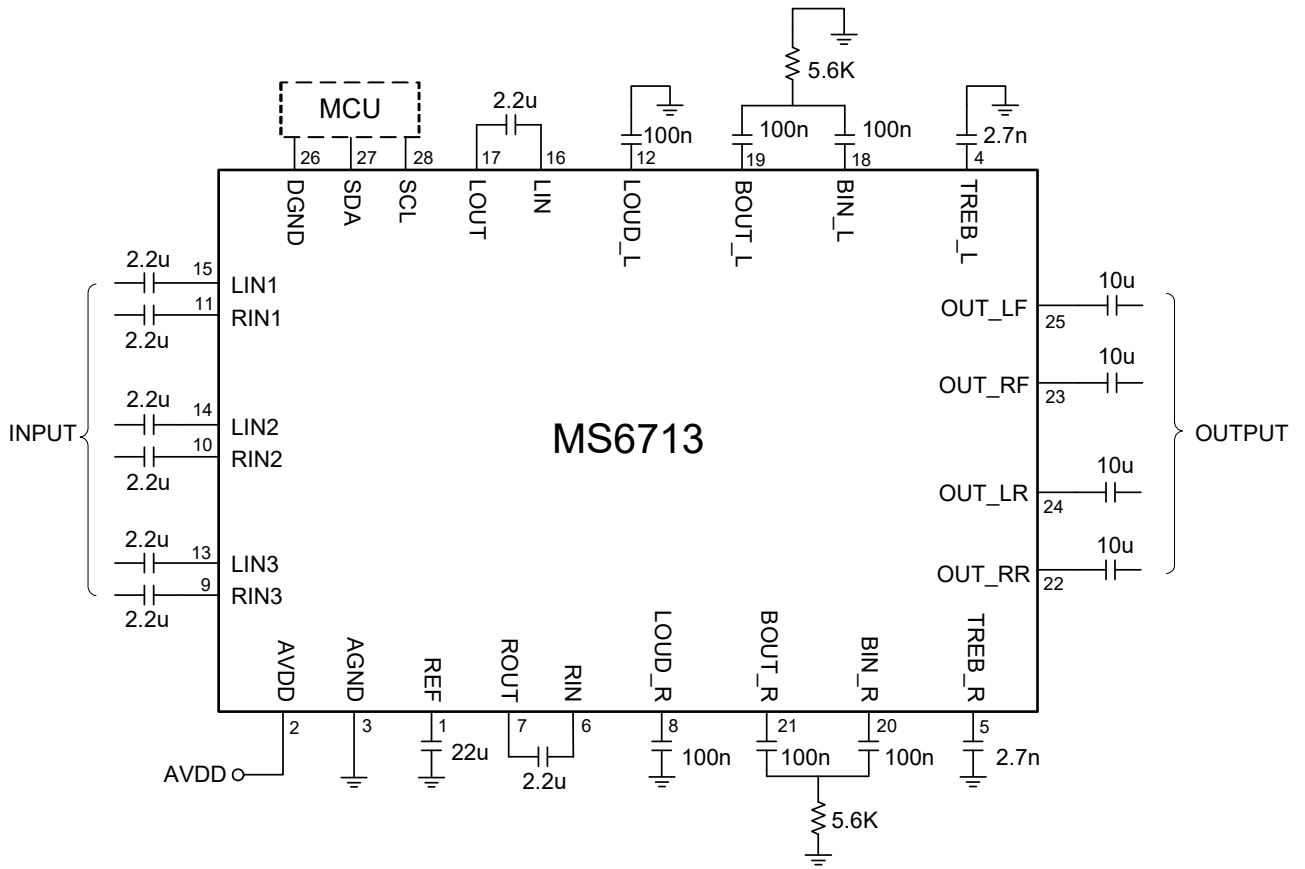 5.6K
MCU
2.2u
100n
100n
100n
2.7n
26
27
28
17
16
12
19
18
4
DGND
SDA
SCL
LOUT
LIN
LOUD_L
BOUT_L
BIN_L
TREB_L
2.2u
15
LIN1
11
RIN1
2.2u
10u
OUT_LF
25
10u
OUT_RF
23
2.2u
14
LIN2
10
RIN2
2.2u
INPUT
MS6713
OUTPUT
10u
OUT_LR
24
10u
OUT_RR
22
2.2u
13
LIN3
9
RIN3
2.2u
AVDD
AGND
REF
ROUT
RIN
LOUD_R
BOUT_R
BIN_R
TREB_R
2
3
1
7
6
8
21
20
5
22u
2.2u
100n
100n
100n
2.7n
AVDD
5.6K